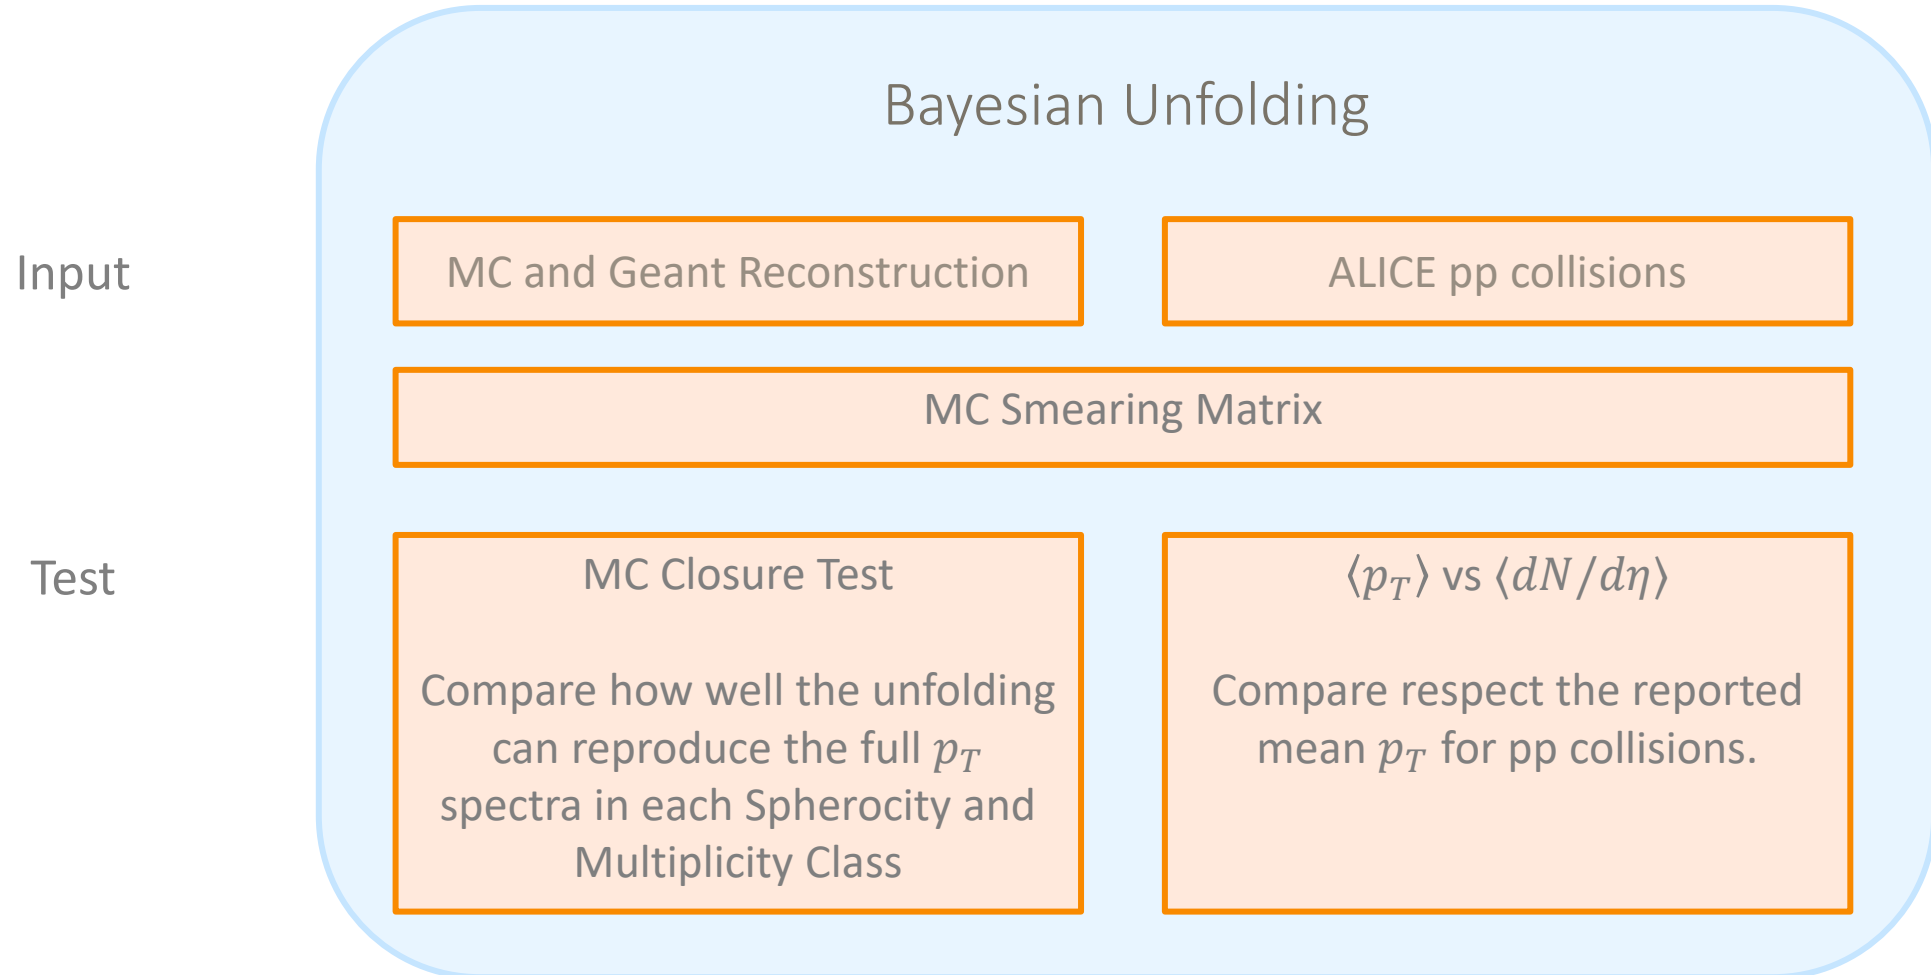 Bayesian Unfolding
Input
MC and Geant Reconstruction
ALICE pp collisions
MC Smearing Matrix
Test
MC Closure Test
Compare how well the unfolding
can reproduce the full p_T
spectra in each Spherocity and
Multiplicity Class
⟨p_T⟩ vs ⟨dN/dη⟩
Compare respect the reported
mean p_T for pp collisions.